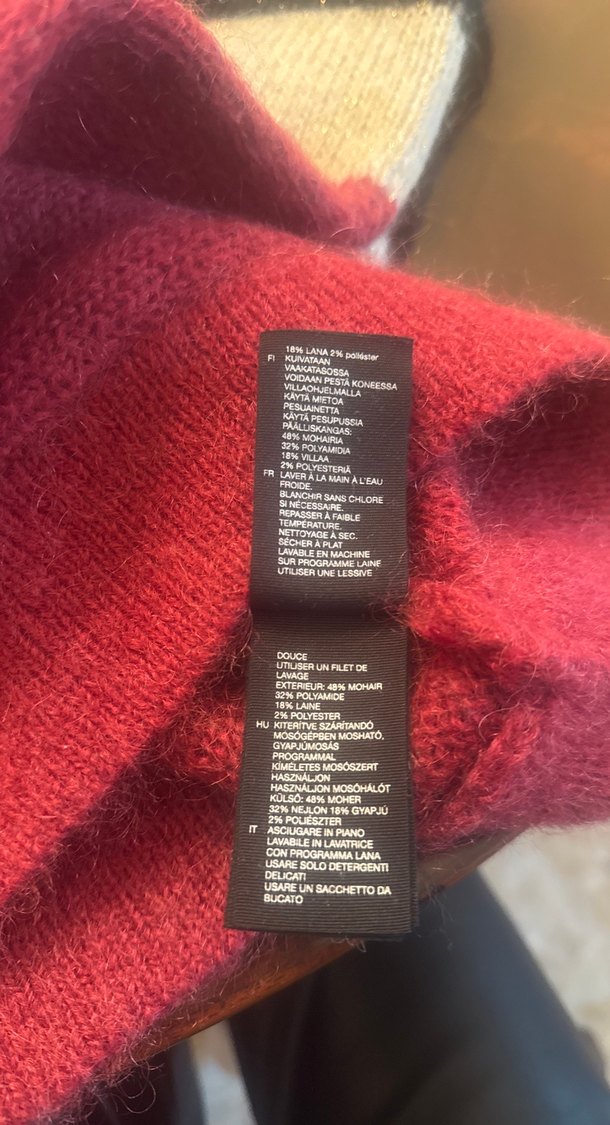 18% LANA 2% poliéster
FI KUIVATAAN
VAAKATASOSSA
VOIDAAN PESTÄ KONEESSA
VILLAOHJELMALLA
KÄYTÄ MIETOA
PESUAINETTA
KÄYTÄ PESUPUSSIA
PÄÄLLISKANGAS:
48% MOHAIRIA
32% POLYAMIDIA
18% VILLAA
2% POLYESTERIÄ
FR LAVER À LA MAIN À L'EAU
FROIDE.
BLANCHIR SANS CHLORE
SI NÉCESSAIRE.
REPASSER À FAIBLE
TEMPÉRATURE.
NETTOYAGE À SEC.
SÉCHER À PLAT
LAVABLE EN MACHINE
SUR PROGRAMME LAINE
UTILISER UNE LESSIVE
DOUCE
UTILISER UN FILET DE
LAVAGE
EXTERIEUR: 48% MOHAIR
32% POLYAMIDE
18% LAINE
2% POLYESTER
HU KITERÍTVE SZÁRÍTANDÓ
MOSÓGÉPBEN MOSHATÓ,
GYAPJÚMOSÁS
PROGRAMMAL
KÍMÉLETES MOSÓSZERT
HASZNÁLJON
HASZNÁLJON MOSÓHÁLÓT
KÜLSŐ: 48% MOHER
32% NEJLON 18% GYAPJÚ
2% POLIÉSZTER
IT ASCIUGARE IN PIANO
LAVABILE IN LAVATRICE
CON PROGRAMMA LANA
USARE SOLO DETERGENTI
DELICATI
USARE UN SACCHETTO DA
BUCATO